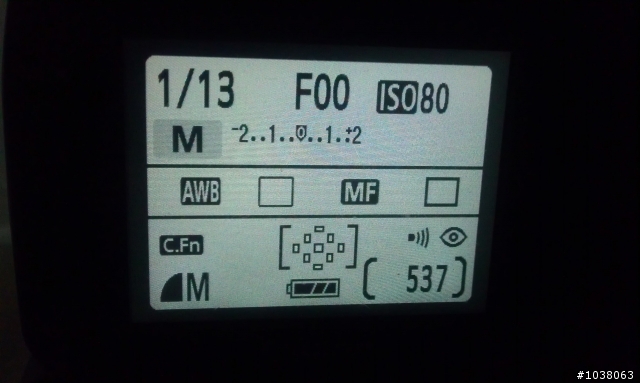 1/13 F00 ISO80
M -2..1..0..1.:+2
AWB MF
C.Fn
M [537]
#1038063